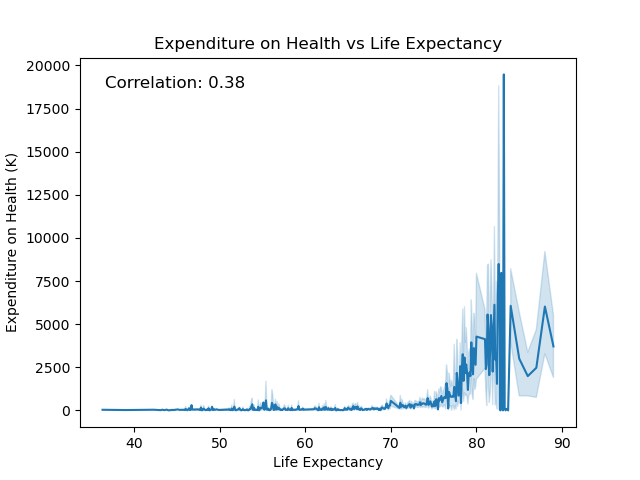 Expenditure on Health vs Life Expectancy
Correlation: 0.38
Expenditure on Health (K)
20000
17500
15000
12500
10000
7500
5000
2500
0
40 50 60 70 80 90
Life Expectancy